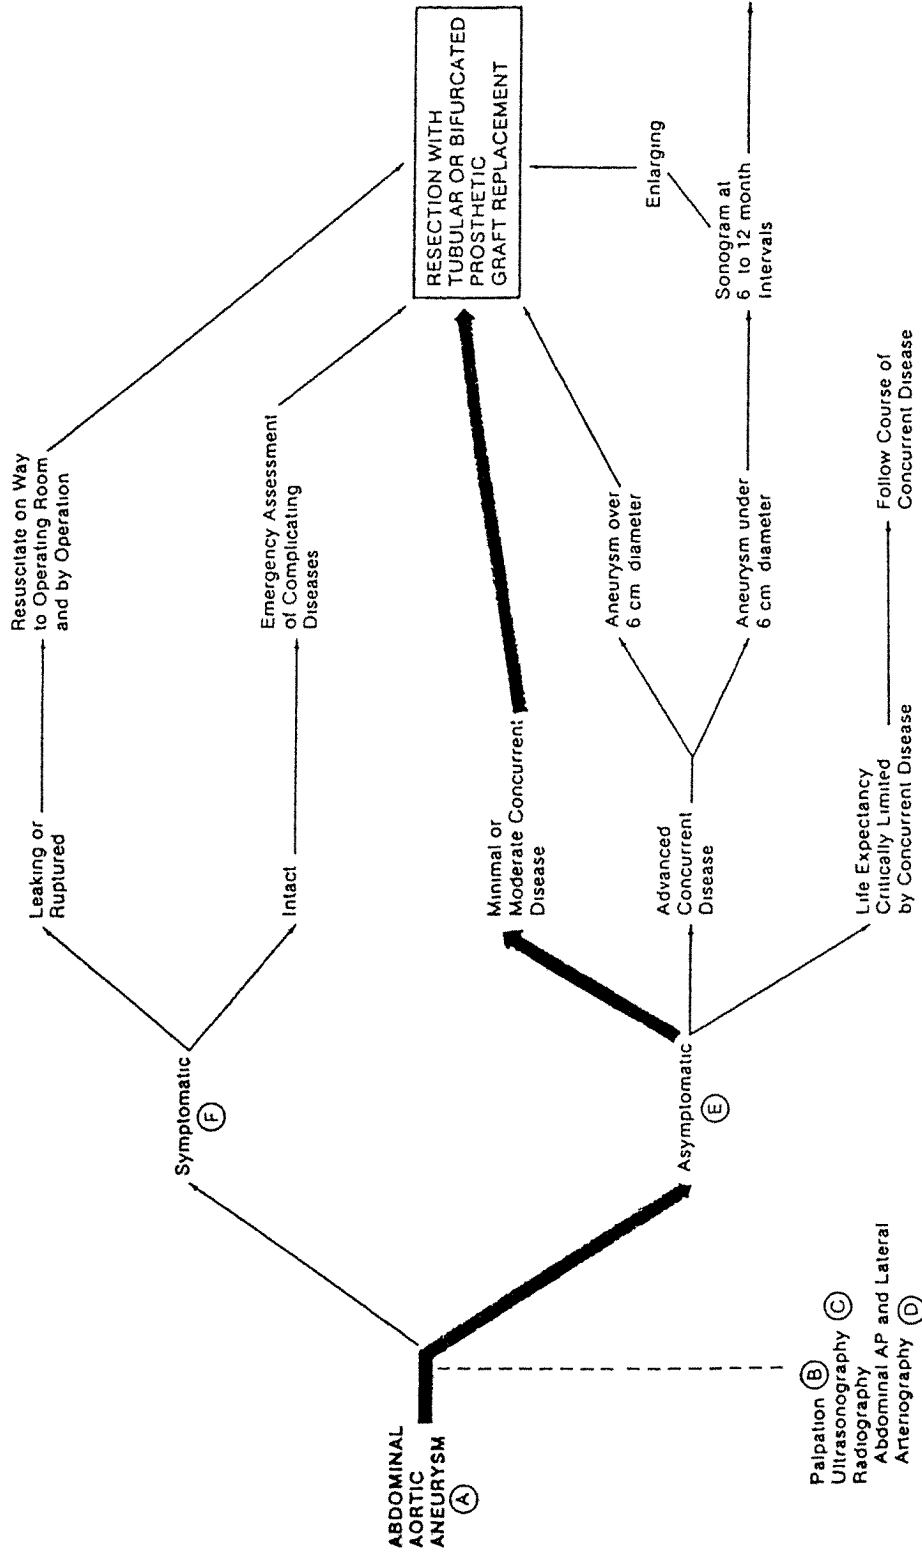 ABDOMINAL
AORTIC
ANEURYSM
A
Palpation B
Ultrasonography C
Radiography
Abdominal AP and Lateral
Arteriography D
Symptomatic
F
Leaking or
Ruptured
Resuscitate on Way
to Operating Room
and by Operation
Intact
Emergency Assessment
of Complicating
Diseases
Asymptomatic
E
Minimal or
Moderate Concurrent
Disease
RESECTION WITH
TUBULAR OR BIFURCATED
PROSTHETIC
GRAFT REPLACEMENT
Advanced
Concurrent
Disease
Aneurysm over
6 cm diameter
Aneurysm under
6 cm diameter
Enlarging
Sonogram at
6 to 12 month
Intervals
Life Expectancy
Critically Limited
by Concurrent Disease
Follow Course of
Concurrent Disease